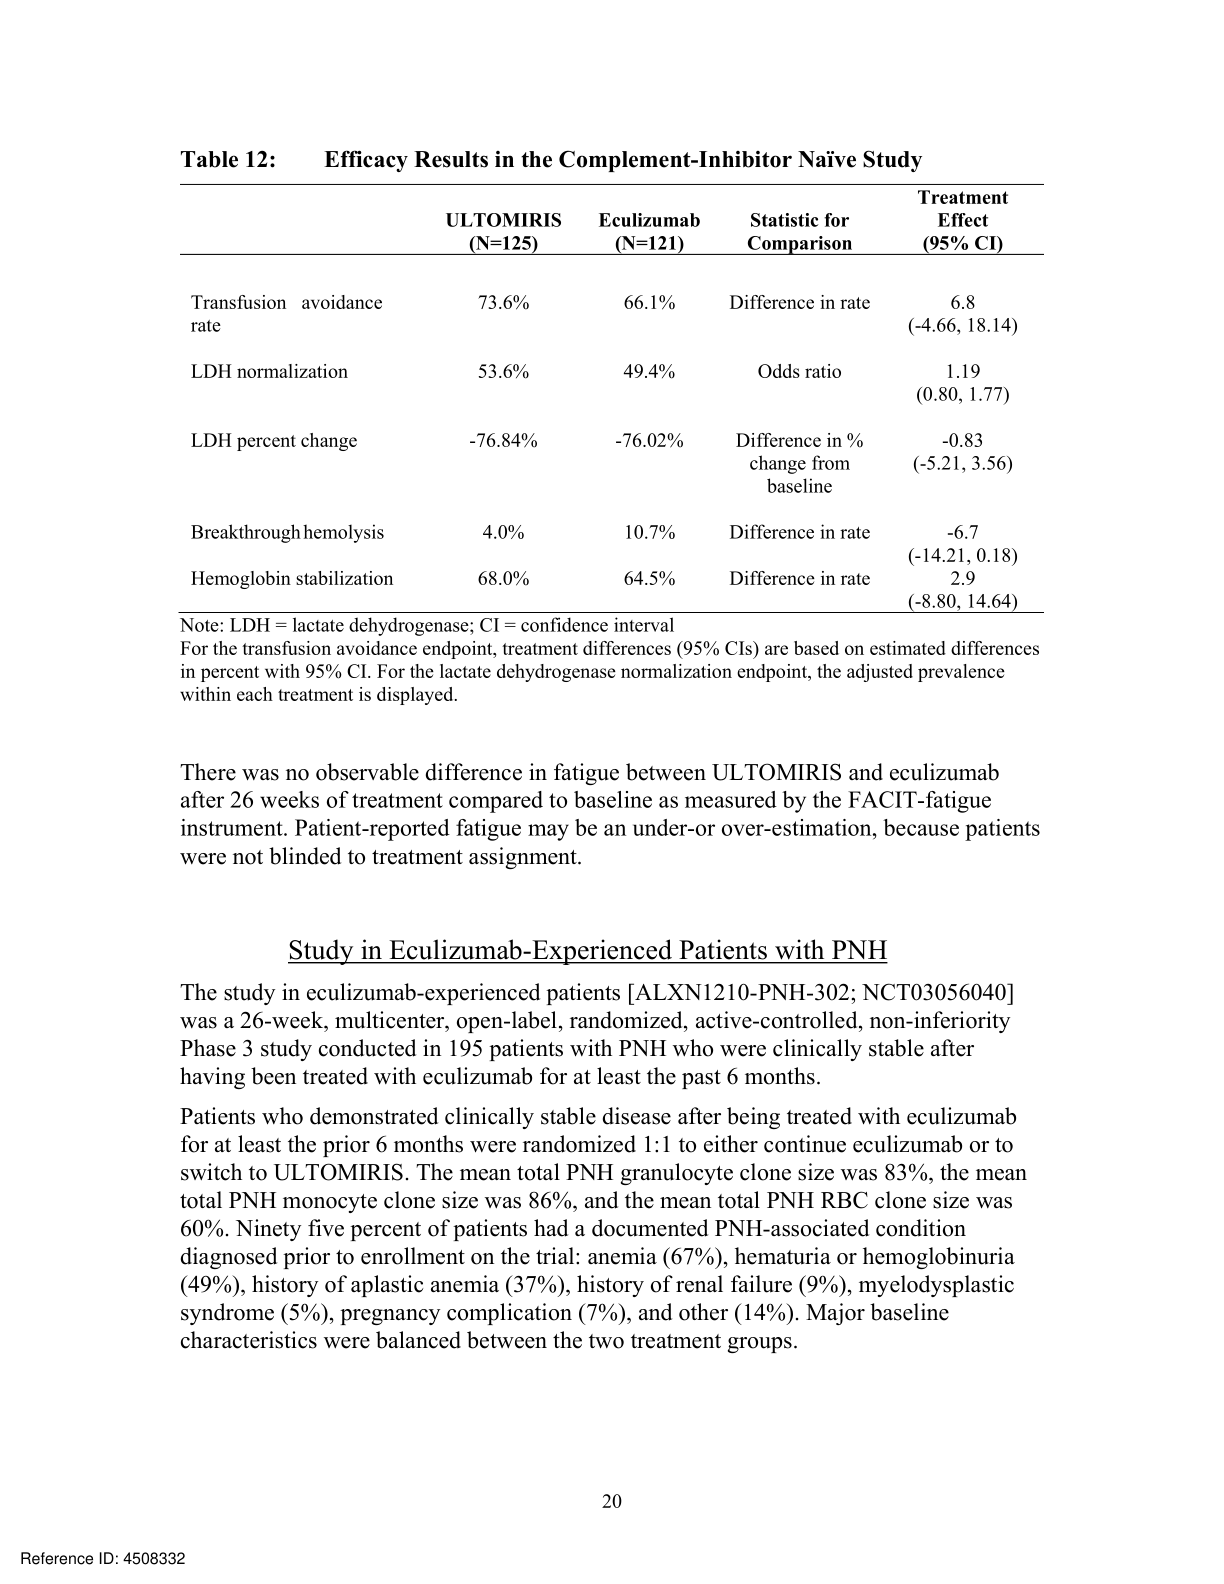 Table 12: Efficacy Results in the Complement-Inhibitor Naïve Study
ULTOMIRIS (N=125) Eculizumab (N=121) Statistic for Comparison Treatment Effect (95% CI)
Transfusion avoidance rate 73.6% 66.1% Difference in rate 6.8 (-4.66, 18.14)
LDH normalization 53.6% 49.4% Odds ratio 1.19 (0.80, 1.77)
LDH percent change -76.84% -76.02% Difference in % change from baseline -0.83 (-5.21, 3.56)
Breakthrough hemolysis 4.0% 10.7% Difference in rate -6.7 (-14.21, 0.18)
Hemoglobin stabilization 68.0% 64.5% Difference in rate 2.9 (-8.80, 14.64)
Note: LDH = lactate dehydrogenase; CI = confidence interval
For the transfusion avoidance endpoint, treatment differences (95% CIs) are based on estimated differences
in percent with 95% CI. For the lactate dehydrogenase normalization endpoint, the adjusted prevalence
within each treatment is displayed.
There was no observable difference in fatigue between ULTOMIRIS and eculizumab
after 26 weeks of treatment compared to baseline as measured by the FACIT-fatigue
instrument. Patient-reported fatigue may be an under-or over-estimation, because patients
were not blinded to treatment assignment.
Study in Eculizumab-Experienced Patients with PNH
The study in eculizumab-experienced patients [ALXN1210-PNH-302; NCT03056040]
was a 26-week, multicenter, open-label, randomized, active-controlled, non-inferiority
Phase 3 study conducted in 195 patients with PNH who were clinically stable after
having been treated with eculizumab for at least the past 6 months.
Patients who demonstrated clinically stable disease after being treated with eculizumab
for at least the prior 6 months were randomized 1:1 to either continue eculizumab or to
switch to ULTOMIRIS. The mean total PNH granulocyte clone size was 83%, the mean
total PNH monocyte clone size was 86%, and the mean total PNH RBC clone size was
60%. Ninety five percent of patients had a documented PNH-associated condition
diagnosed prior to enrollment on the trial: anemia (67%), hematuria or hemoglobinuria
(49%), history of aplastic anemia (37%), history of renal failure (9%), myelodysplastic
syndrome (5%), pregnancy complication (7%), and other (14%). Major baseline
characteristics were balanced between the two treatment groups.
20
Reference ID: 4508332